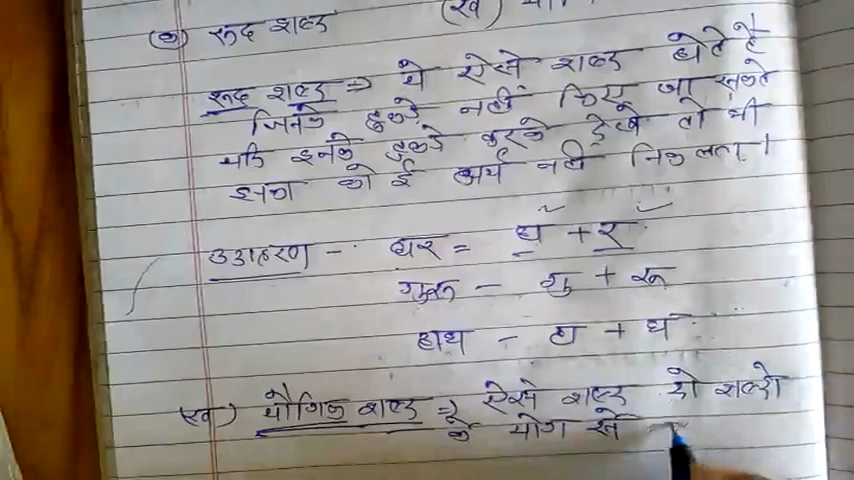 (क) रूढ शब्द (ख)
रूढ शब्द ⇒ ये ऐसे शब्द होते है
जिनके टुकड़े नहीं किए जा सकते
यदि इनके टुकड़े करके देखे तो भी
इनका कोई अर्थ नही निकलता।
उदाहरण - घर = घ + र
गुरू - गु + रू
हाथ - हा + थ
ख) यौगिक शब्द ⇒ ऐसे शब्द दो शब्दो
के योग से